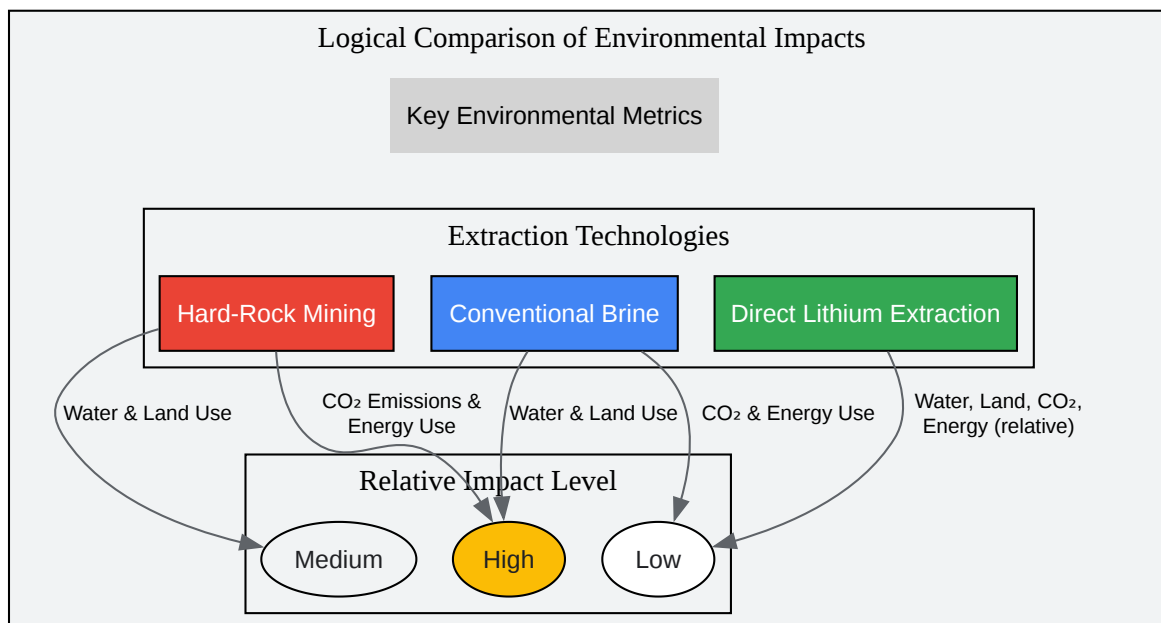 Logical Comparison of Environmental Impacts
Key Environmental Metrics
Extraction Technologies
Hard-Rock Mining
Conventional Brine
Direct Lithium Extraction
Water & Land Use
CO₂ Emissions &
Energy Use
Water & Land Use
CO₂ & Energy Use
Water, Land, CO₂,
Energy (relative)
Relative Impact Level
Medium
High
Low